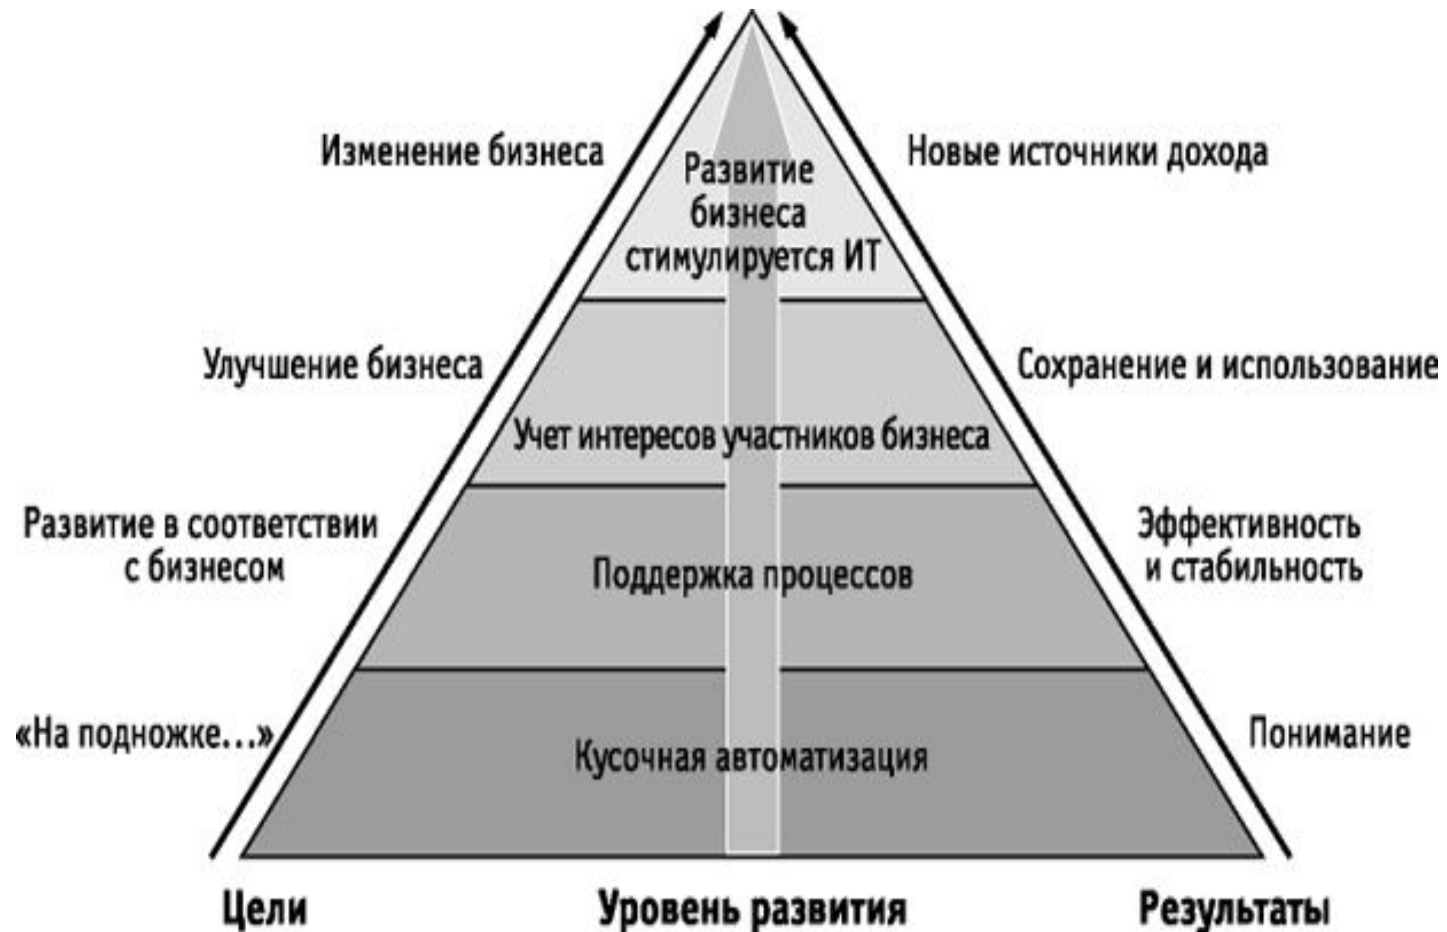 Изменение бизнеса
Новые источники дохода
Развитие
бизнеса
стимулируется ИТ
Улучшение бизнеса
Сохранение и использование
Учет интересов участников бизнеса
Развитие в соответствии
с бизнесом
Эффективность
и стабильность
Поддержка процессов
«На подножке...»
Понимание
Кусочная автоматизация
Цели
Уровень развития
Результаты